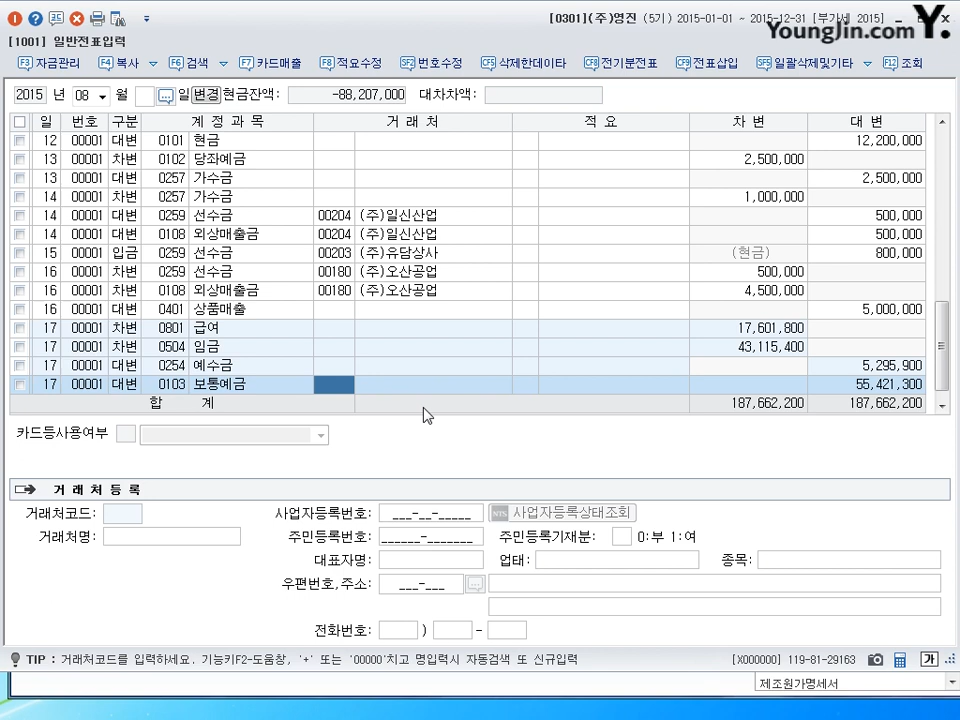 [0301](주)영진 (5기) 2015-01-01 ~ 2015-12-31 [부가세 2015]
YoungJin.com Y.
[1001] 일반전표입력
F3 자금관리 F4 복사 F6 검색 F7 카드매출 F8 적요수정 SF2 번호수정 CF5 삭제한데이타 CF8 전기분전표 CF9 전표삽입 SF5 일괄삭제및기타 F12 조회
2015 년 08 월 일 변경 현금잔액: -88,207,000 대차차액:
일 번호 구분 계 정 과 목 거 래 처 적 요 차 변 대 변
12 00001 대변 0101 현금 12,200,000
13 00001 차변 0102 당좌예금 2,500,000
13 00001 대변 0257 가수금 2,500,000
14 00001 차변 0257 가수금 1,000,000
14 00001 대변 0259 선수금 00204 (주)일신산업 500,000
14 00001 대변 0108 외상매출금 00204 (주)일신산업 500,000
15 00001 입금 0259 선수금 00203 (주)유담상사 (현금) 800,000
16 00001 차변 0259 선수금 00180 (주)오산공업 500,000
16 00001 차변 0108 외상매출금 00180 (주)오산공업 4,500,000
16 00001 대변 0401 상품매출 5,000,000
17 00001 차변 0801 급여 17,601,800
17 00001 차변 0504 임금 43,115,400
17 00001 대변 0254 예수금 5,295,900
17 00001 대변 0103 보통예금 55,421,300
합 계 187,662,200 187,662,200
카드등사용여부
거 래 처 등 록
거래처코드: 사업자등록번호: ___-__-_____ NTS 사업자등록상태조회
거래처명: 주민등록번호: ______-_______ 주민등록기재분: 0:부 1:여
대표자명: 업태: 종목:
우편번호,주소: ___-___
전화번호: ) -
TIP : 거래처코드를 입력하세요. 기능키F2-도움창, '+' 또는 '00000'치고 명입력시 자동검색 또 신규입력 [X000000] 119-81-29163 가
제조원가명세서